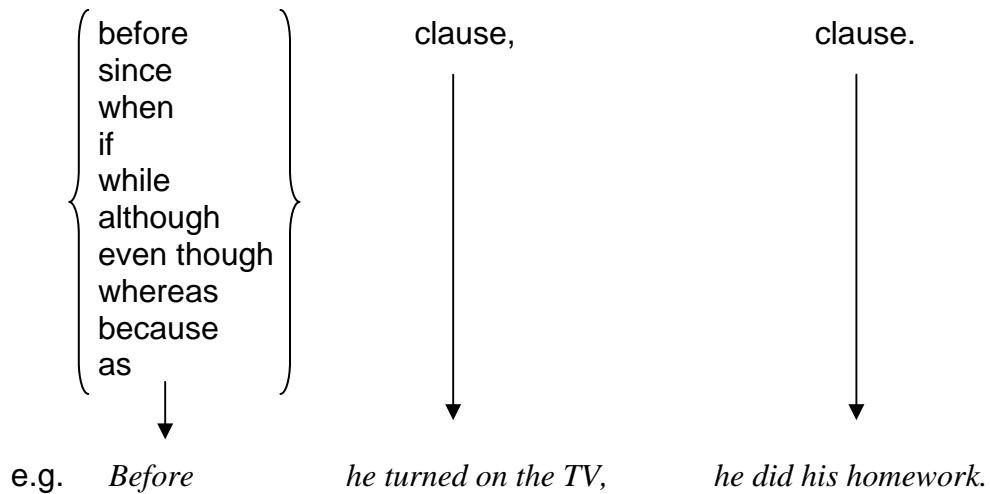 before clause, clause.
since
when
if
while
although
even though
whereas
because
as
e.g. Before he turned on the TV, he did his homework.